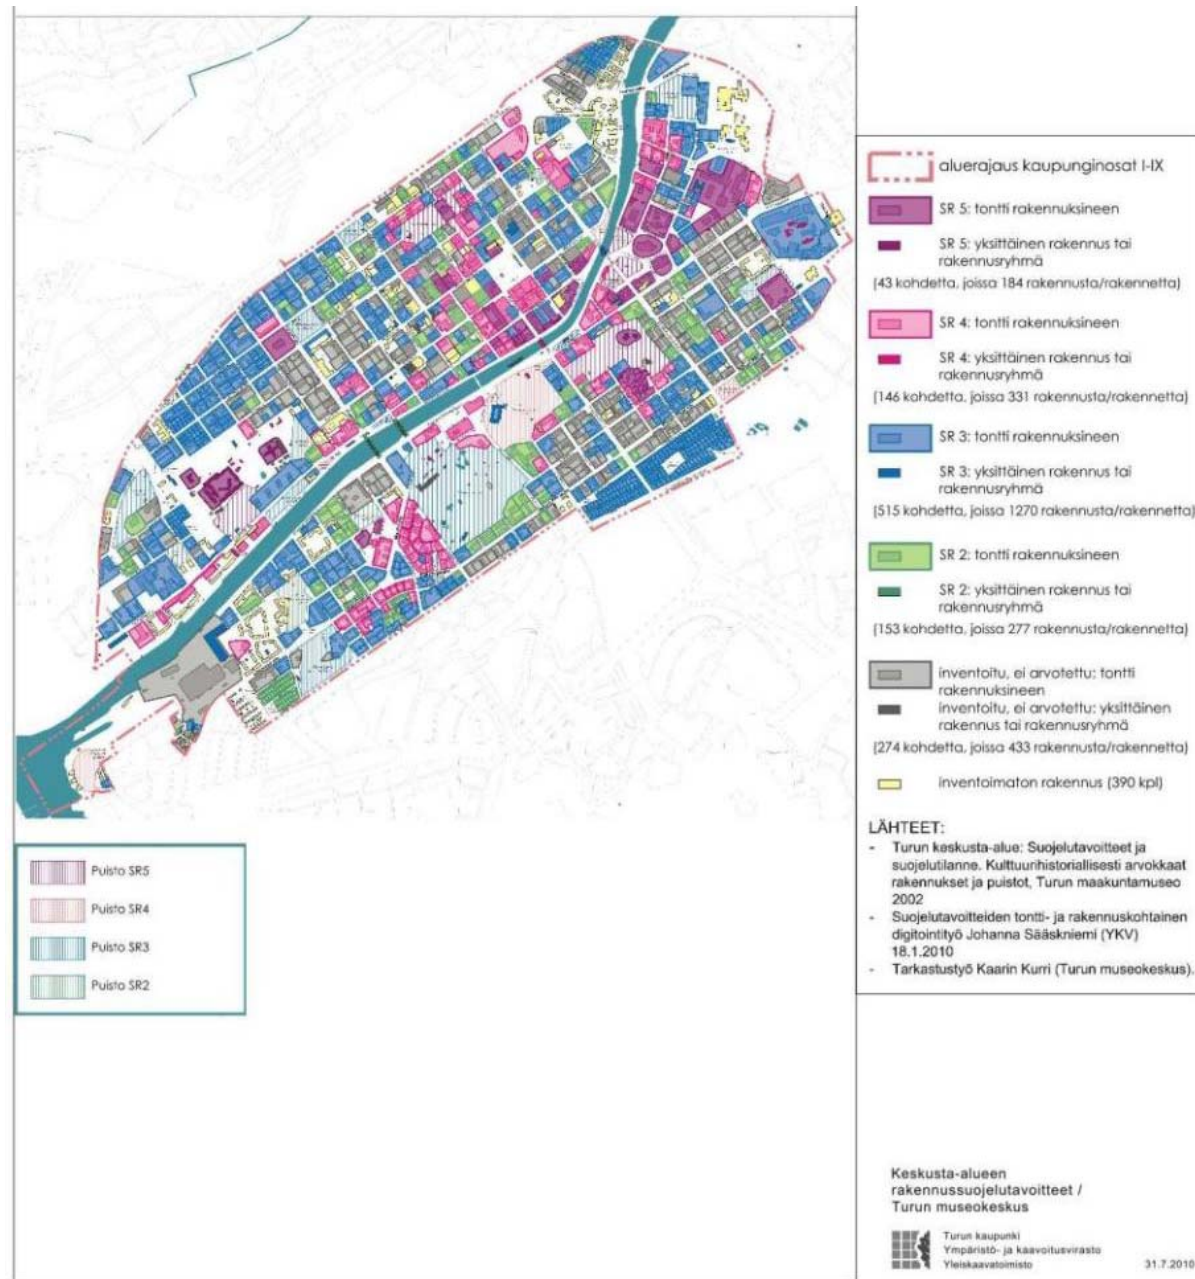 aluerajaus kaupunginosat I-IX
SR 5: tontti rakennuksineen
SR 5: yksittäinen rakennus tai
rakennusryhmä
(43 kohdetta, joissa 184 rakennusta/rakennetta)
SR 4: tontti rakennuksineen
SR 4: yksittäinen rakennus tai
rakennusryhmä
(146 kohdetta, joissa 331 rakennusta/rakennetta)
SR 3: tontti rakennuksineen
SR 3: yksittäinen rakennus tai
rakennusryhmä
(515 kohdetta, joissa 1270 rakennusta/rakennetta)
SR 2: tontti rakennuksineen
SR 2: yksittäinen rakennus tai
rakennusryhmä
(153 kohdetta, joissa 277 rakennusta/rakennetta)
inventoitu, ei arvotettu: tontti
rakennuksineen
inventoitu, ei arvotettu: yksittäinen
rakennus tai rakennusryhmä
(274 kohdetta, joissa 433 rakennusta/rakennetta)
inventoimaton rakennus (390 kpl)
LÄHTEET:
- Turun keskusta-alue: Suojelutavoitteet ja
suojelutilanne. Kulttuurihistoriallisesti arvokkaat
rakennukset ja puistot, Turun maakuntamuseo
2002
- Suojelutavoitteiden tontti- ja rakennuskohtainen
digitointityö Johanna Sääskniemi (YKV)
18.1.2010
- Tarkastustyö Kaarin Kurri (Turun museokeskus).
Puisto SR5
Puisto SR4
Puisto SR3
Puisto SR2
Keskusta-alueen
rakennussuojelutavoitteet /
Turun museokeskus
Turun kaupunki
Ympäristö- ja kaavoitusvirasto
Yleiskaavatoimisto
31.7.2010